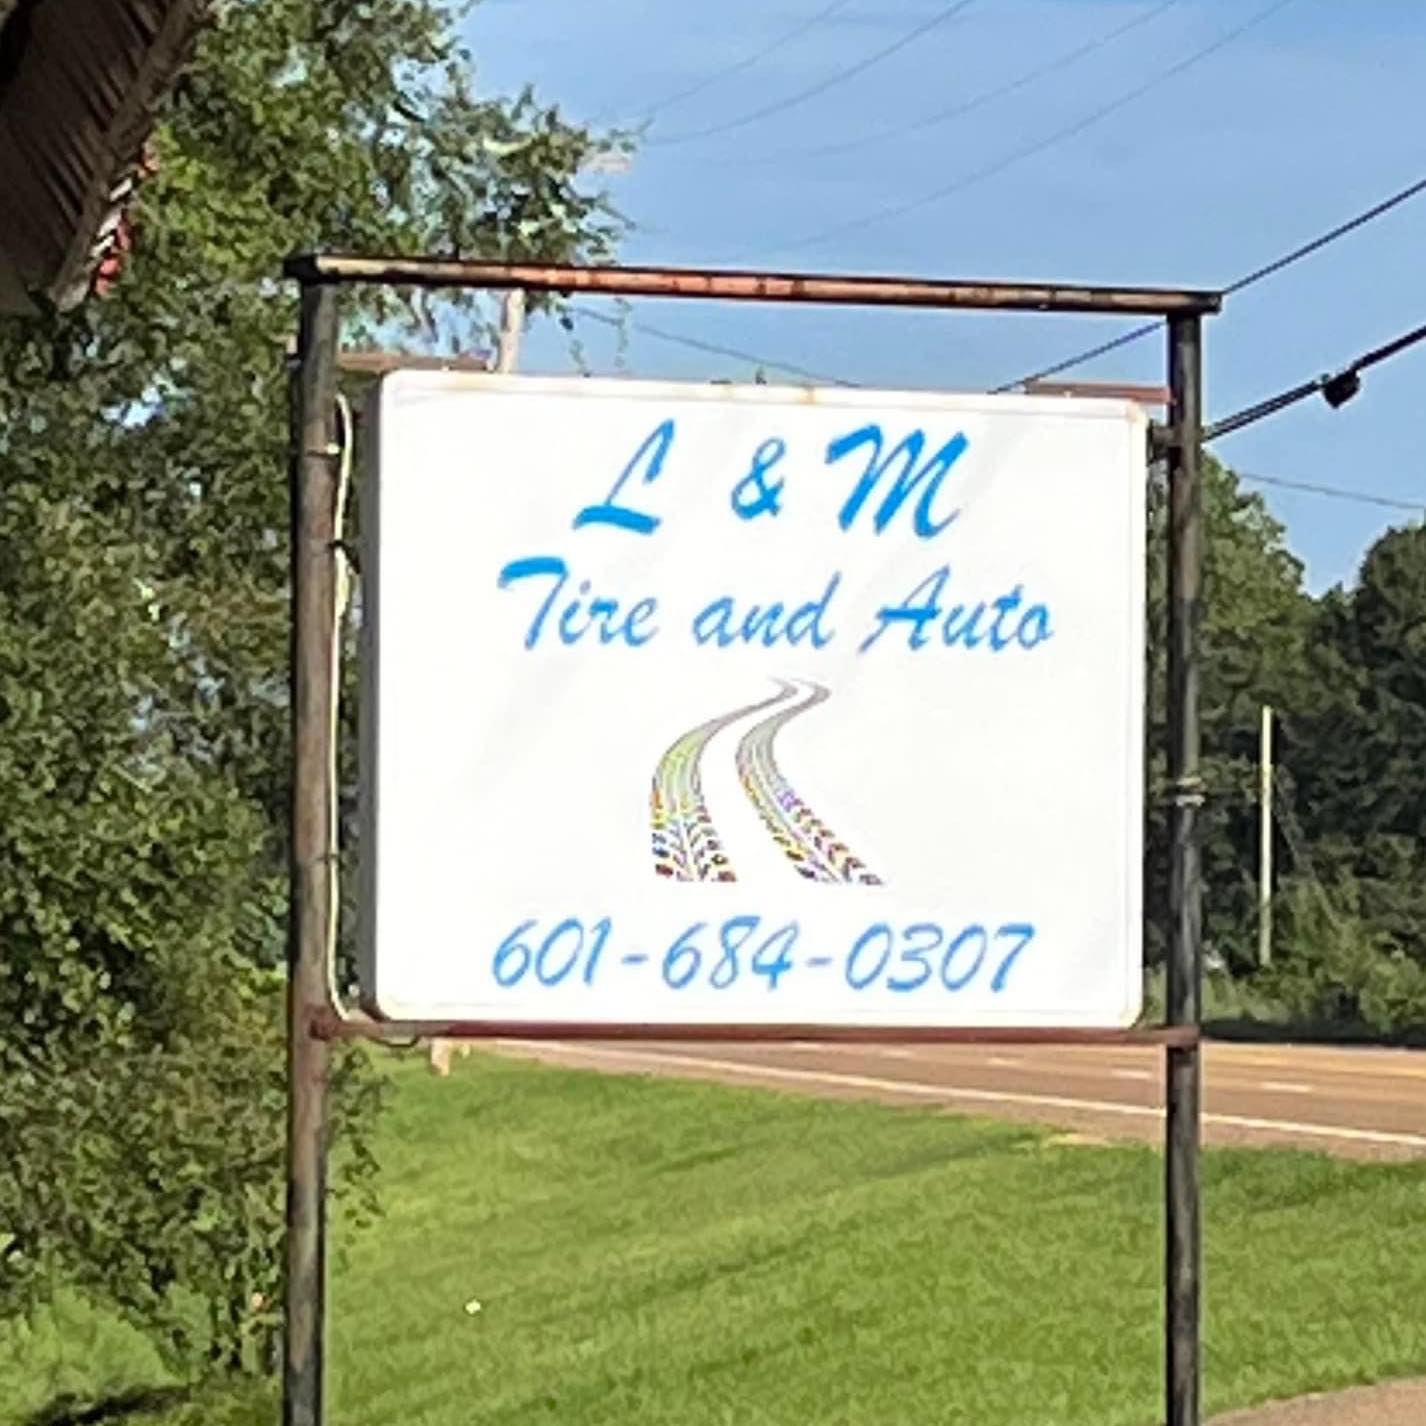 L & M
Tire and Auto
601-684-0307